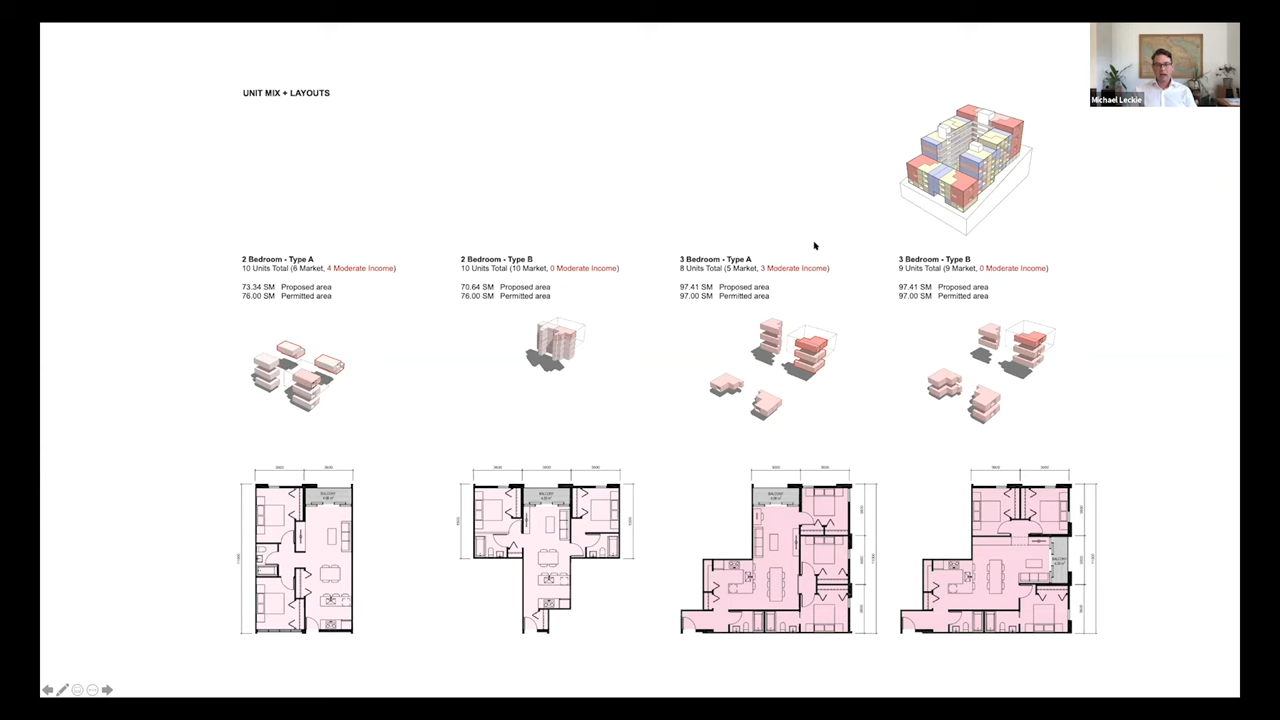 Michael Leckie
UNIT MIX + LAYOUTS
2 Bedroom - Type A
10 Units Total (6 Market, 4 Moderate Income)
73.34 SM Proposed area
76.00 SM Permitted area
2 Bedroom - Type B
10 Units Total (10 Market, 0 Moderate Income)
70.64 SM Proposed area
76.00 SM Permitted area
3 Bedroom - Type A
8 Units Total (5 Market, 3 Moderate Income)
97.41 SM Proposed area
97.00 SM Permitted area
3 Bedroom - Type B
9 Units Total (9 Market, 0 Moderate Income)
97.41 SM Proposed area
97.00 SM Permitted area
BALCONY
BALCONY
BALCONY